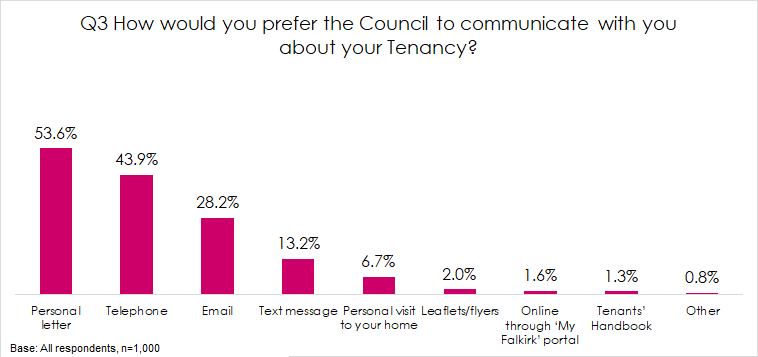 Q3 How would you prefer the Council to communicate with you
about your Tenancy?
53.6%
43.9%
28.2%
13.2%
6.7%
2.0%
1.6%
1.3%
0.8%
Personal
letter
Telephone
Email
Text message
Personal visit
to your home
Leaflets/flyers
Online
through ‘My
Falkirk’ portal
Tenants’
Handbook
Other
Base: All respondents, n=1,000